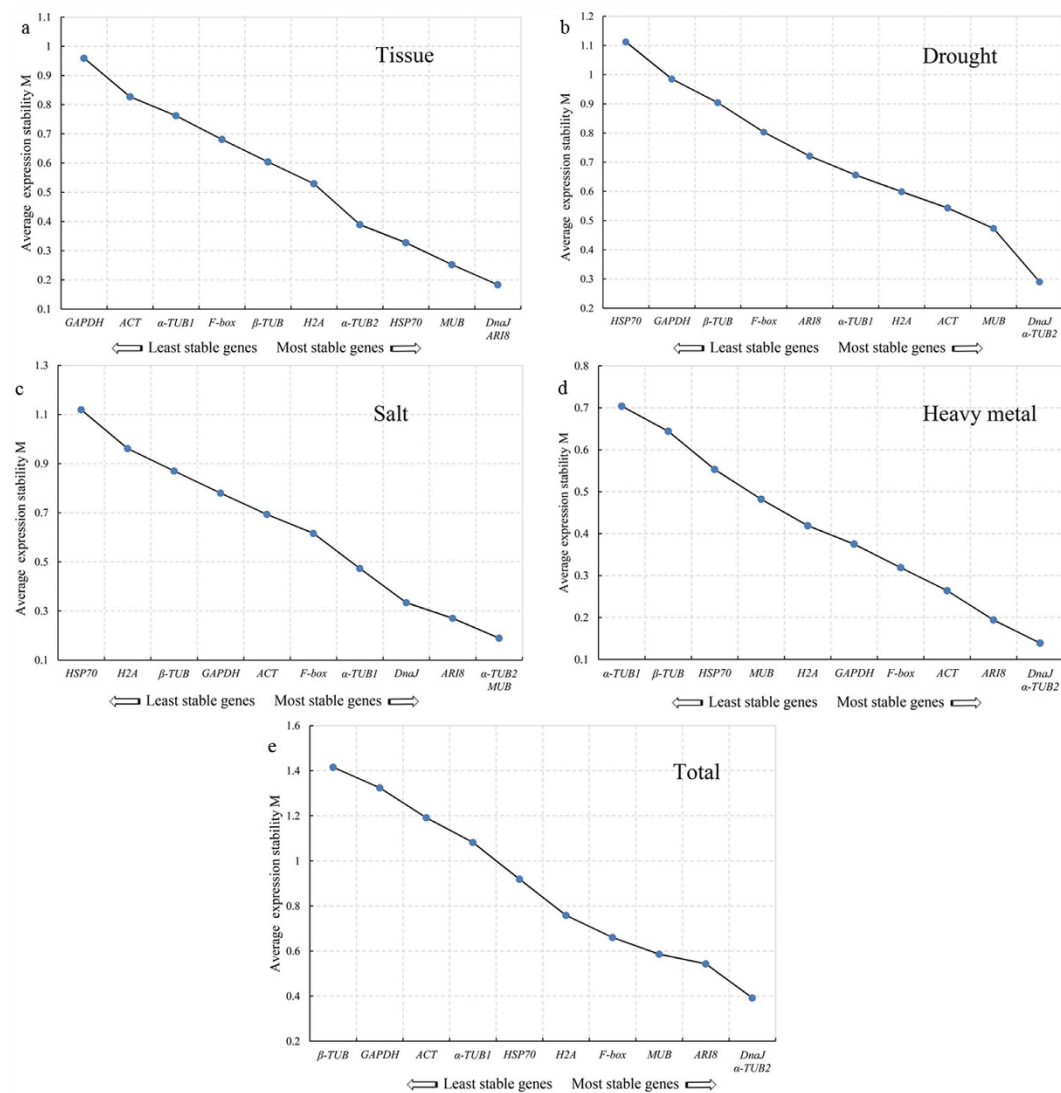 a
Tissue
Average expression stability M
1.1
1
0.9
0.8
0.7
0.6
0.5
0.4
0.3
0.2
0.1
GAPDH ACT α-TUB1 F-box β-TUB H2A α-TUB2 HSP70 MUB DnaJ
ARI8
Least stable genes Most stable genes
b
Drought
Average expression stability M
1.2
1.1
1
0.9
0.8
0.7
0.6
0.5
0.4
0.3
0.2
HSP70 GAPDH β-TUB F-box ARI8 α-TUB1 H2A ACT MUB DnaJ
α-TUB2
Least stable genes Most stable genes
c
Salt
Average expression stability M
1.3
1.1
0.9
0.7
0.5
0.3
0.1
HSP70 H2A β-TUB GAPDH ACT F-box α-TUB1 DnaJ ARI8 α-TUB2
MUB
Least stable genes Most stable genes
d
Heavy metal
Average expression stability M
0.8
0.7
0.6
0.5
0.4
0.3
0.2
0.1
α-TUB1 β-TUB HSP70 MUB H2A GAPDH F-box ACT ARI8 DnaJ
α-TUB2
Least stable genes Most stable genes
e
Total
Average expression stability M
1.6
1.4
1.2
1
0.8
0.6
0.4
0.2
β-TUB GAPDH ACT α-TUB1 HSP70 H2A F-box MUB ARI8 DnaJ
α-TUB2
Least stable genes Most stable genes